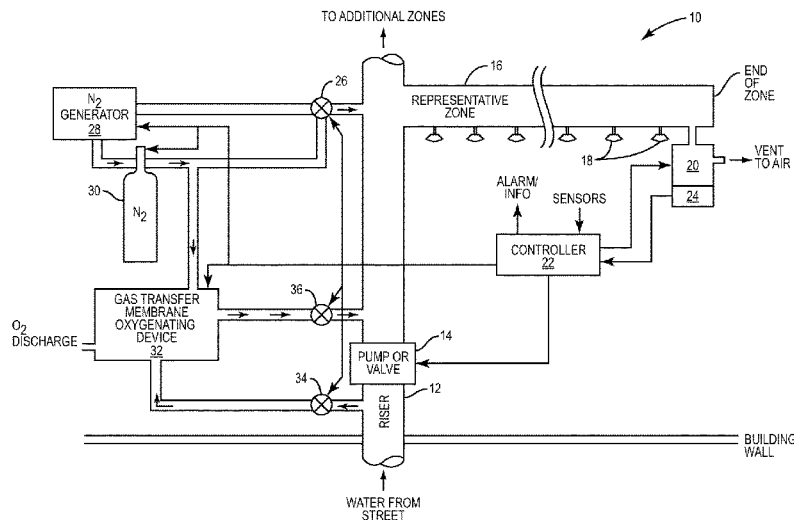 TO ADDITIONAL ZONES
10
16
26
END
OF
ZONE
N2
GENERATOR
28
REPRESENTATIVE
ZONE
18
20
VENT
TO AIR
24
30
N2
ALARM/
INFO
SENSORS
CONTROLLER
22
36
GAS TRANSFER
MEMBRANE
OXYGENATING
DEVICE
32
O2
DISCHARGE
14
PUMP OR
VALVE
34
12
RISER
BUILDING
WALL
WATER FROM
STREET